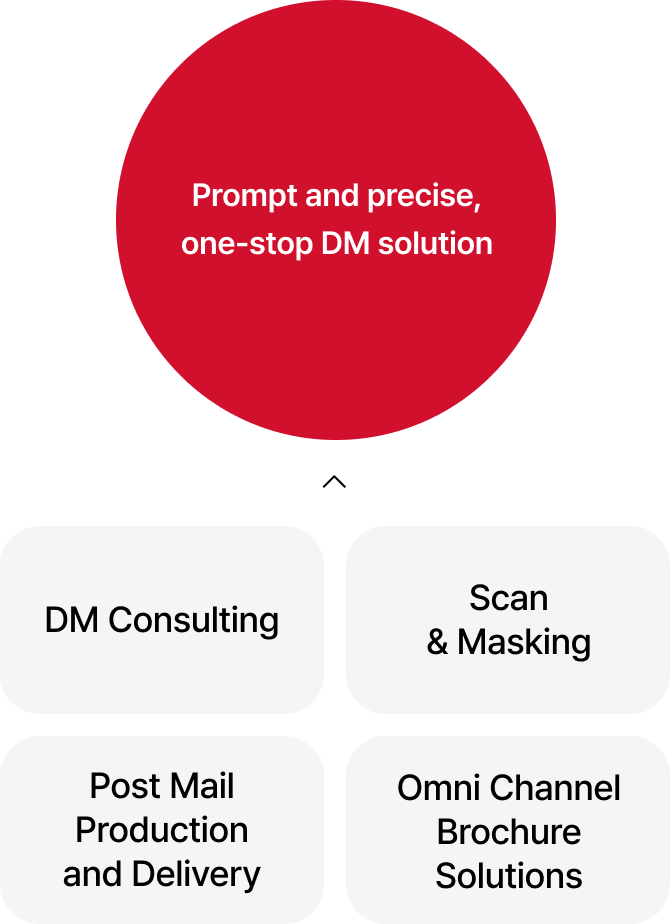 Prompt and precise,
one-stop DM solution
DM Consulting
Scan
& Masking
Post Mail
Production
and Delivery
Omni Channel
Brochure
Solutions